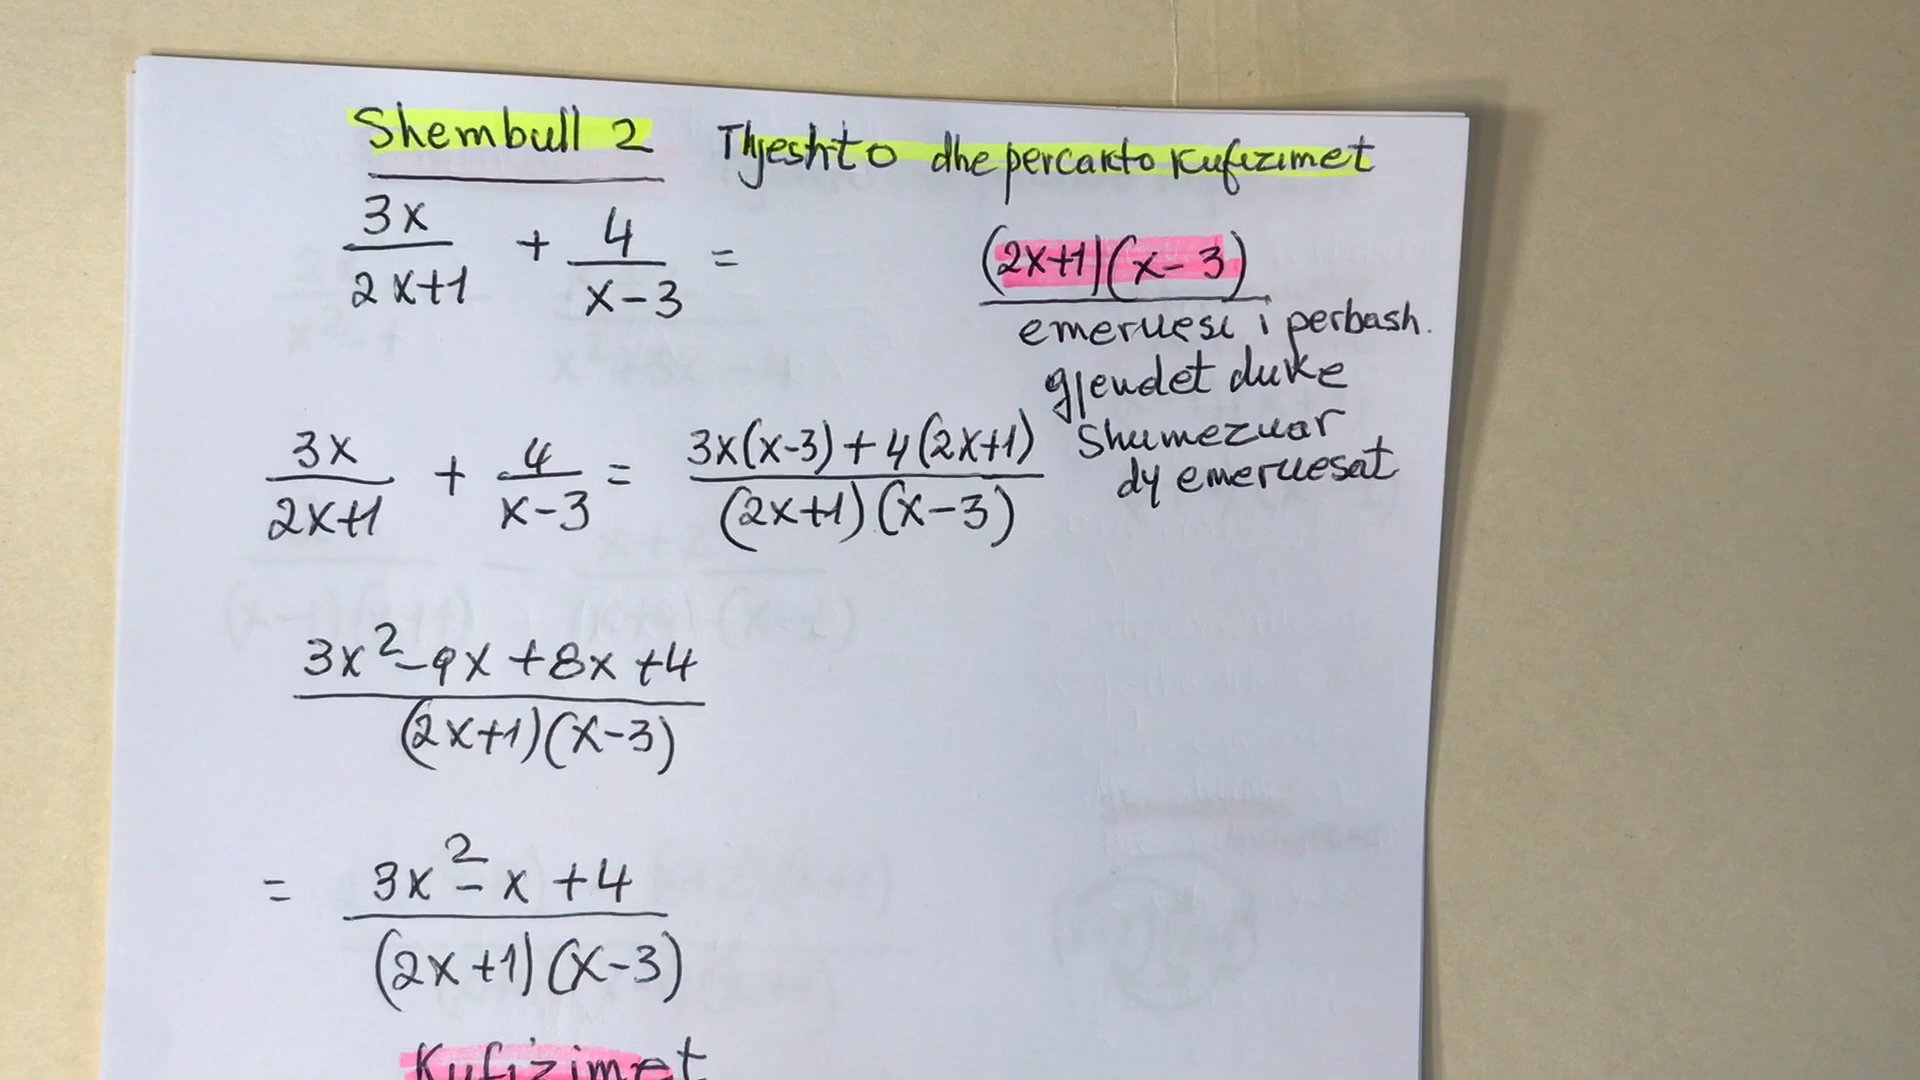 Shembull 2 Thjeshto dhe percakto kufizimet
3x/2x+1 + 4/x-3 =
(2x+1)(x-3)
emeruesi i perbash.
gjendet duke
shumezuar
dy emeruesat
3x/2x+1 + 4/x-3 = 3x(x-3)+4(2x+1)/(2x+1)(x-3)
3x²-9x+8x+4/(2x+1)(x-3)
= 3x²-x+4/(2x+1)(x-3)
Kufizimet